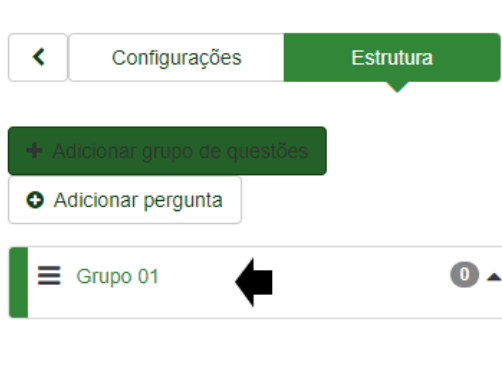 Configurações
Estrutura
Adicionar grupo de questões
Adicionar pergunta
Grupo 01
0